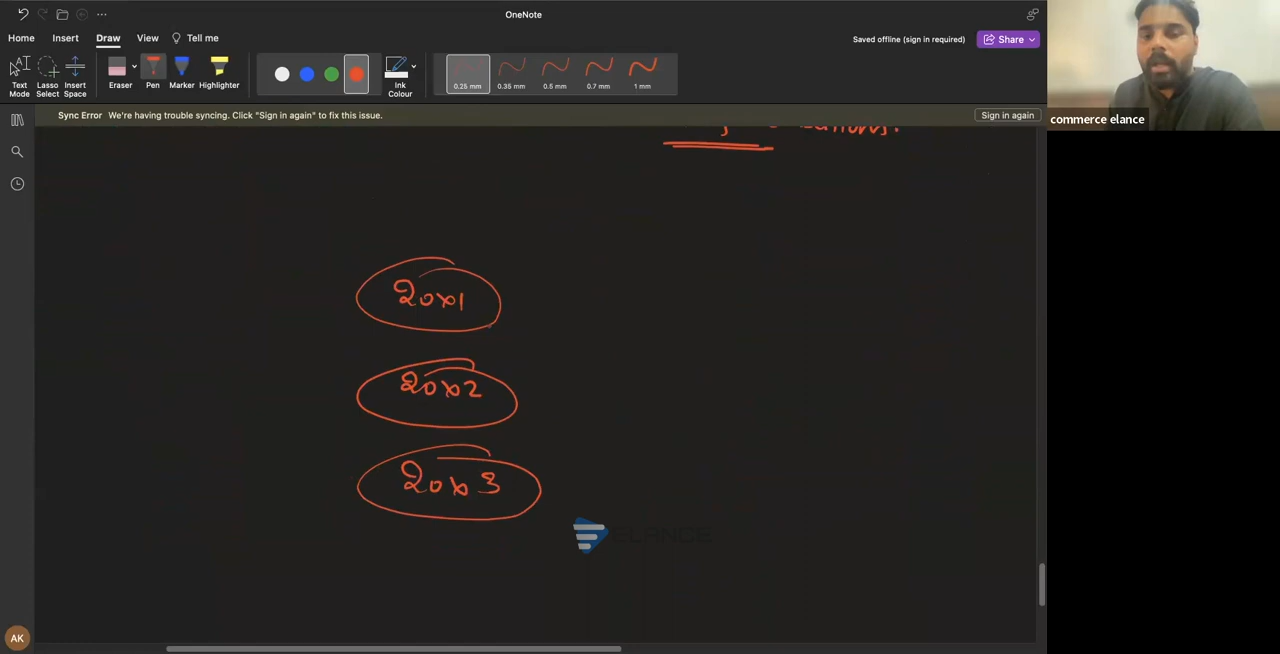 OneNote
Home Insert Draw View Tell me
Saved offline (sign in required)
Share
Text Mode
Lasso Select
Insert Space
Eraser
Pen
Marker
Highlighter
Ink Colour
0.25 mm
0.35 mm
0.5 mm
0.7 mm
1 mm
commerce elance
Sync Error We're having trouble syncing. Click "Sign in again" to fix this issue.
Sign in again
20x1
20x2
20x3
ELANCE
AK